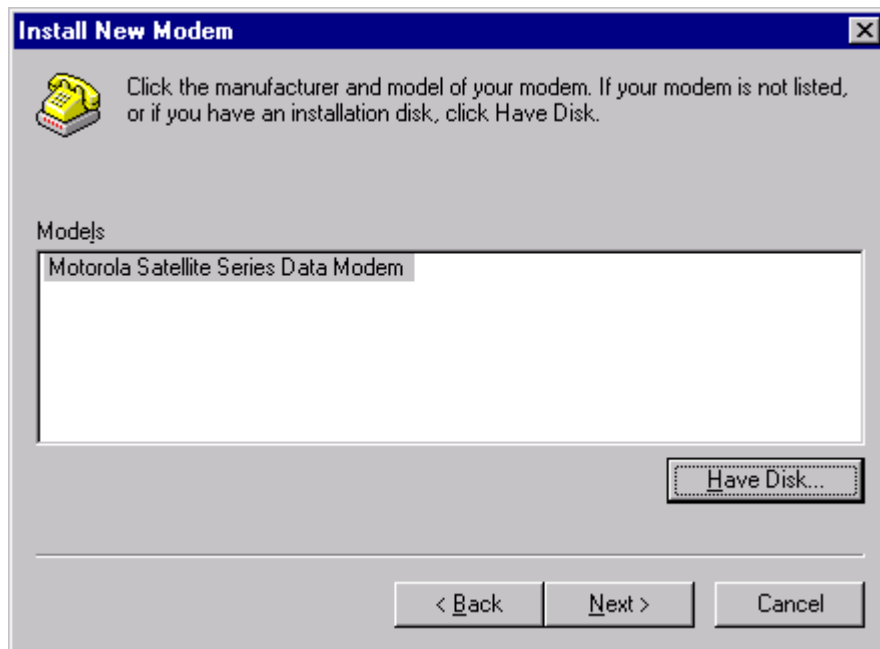 Install New Modem
Click the manufacturer and model of your modem. If your modem is not listed,
or if you have an installation disk, click Have Disk.
Models
Motorola Satellite Series Data Modem
Have Disk...
< Back
Next >
Cancel